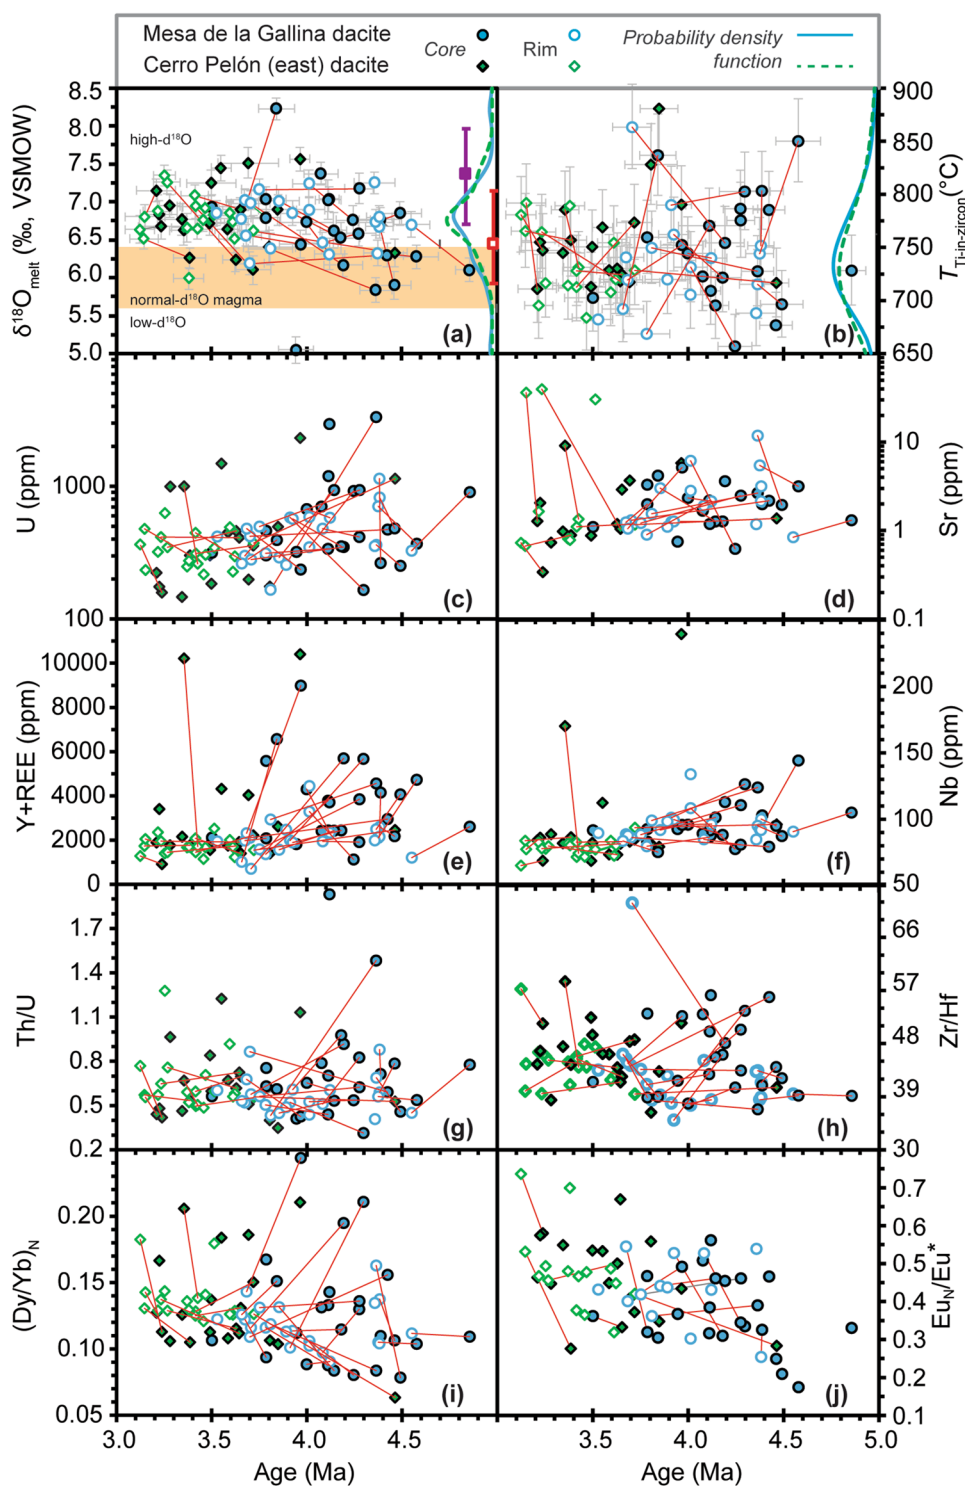 Mesa de la Gallina dacite
Core
Rim
Probability density
Cerro Pelón (east) dacite
function
8.5
8.0
7.5
7.0
6.5
6.0
5.5
5.0
δ¹⁸Omelt (‰, VSMOW)
high-d¹⁸O
normal-d¹⁸O magma
low-d¹⁸O
(a)
(b)
900
850
800
750
700
650
TTi-in-zircon (°C)
1000
100
U (ppm)
(c)
(d)
10
1
0.1
Sr (ppm)
10000
8000
6000
4000
2000
0
Y+REE (ppm)
(e)
(f)
200
150
100
50
Nb (ppm)
1.7
1.4
1.1
0.8
0.5
0.2
Th/U
(g)
(h)
66
57
48
39
30
Zr/Hf
0.20
0.15
0.10
0.05
(Dy/Yb)N
(i)
(j)
0.7
0.6
0.5
0.4
0.3
0.2
0.1
EuN/Eu*
3.0 3.5 4.0 4.5 3.5 4.0 4.5 5.0
Age (Ma) Age (Ma)